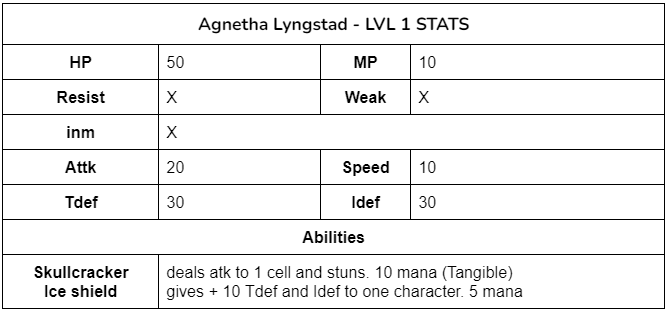 Agnetha Lyngstad - LVL 1 STATS
HP 50 MP 10
Resist X Weak X
inm X
Attk 20 Speed 10
Tdef 30 Idef 30
Abilities
Skullcracker deals atk to 1 cell and stuns. 10 mana (Tangible)
Ice shield gives + 10 Tdef and Idef to one character. 5 mana